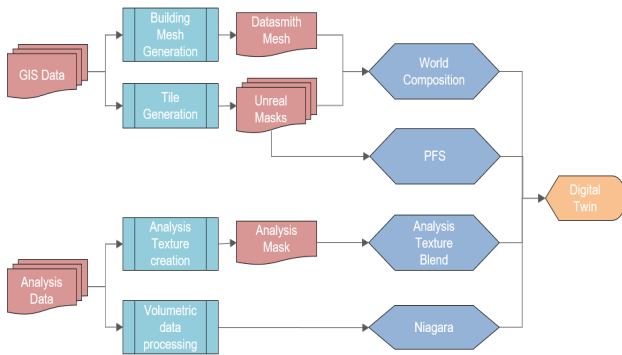 GIS Data
Building
Mesh
Generation
Datasmith
Mesh
Tile
Generation
Unreal
Masks
World
Composition
PFS
Digital
Twin
Analysis
Data
Analysis
Texture
creation
Analysis
Mask
Analysis
Texture
Blend
Volumetric
data
processing
Niagara